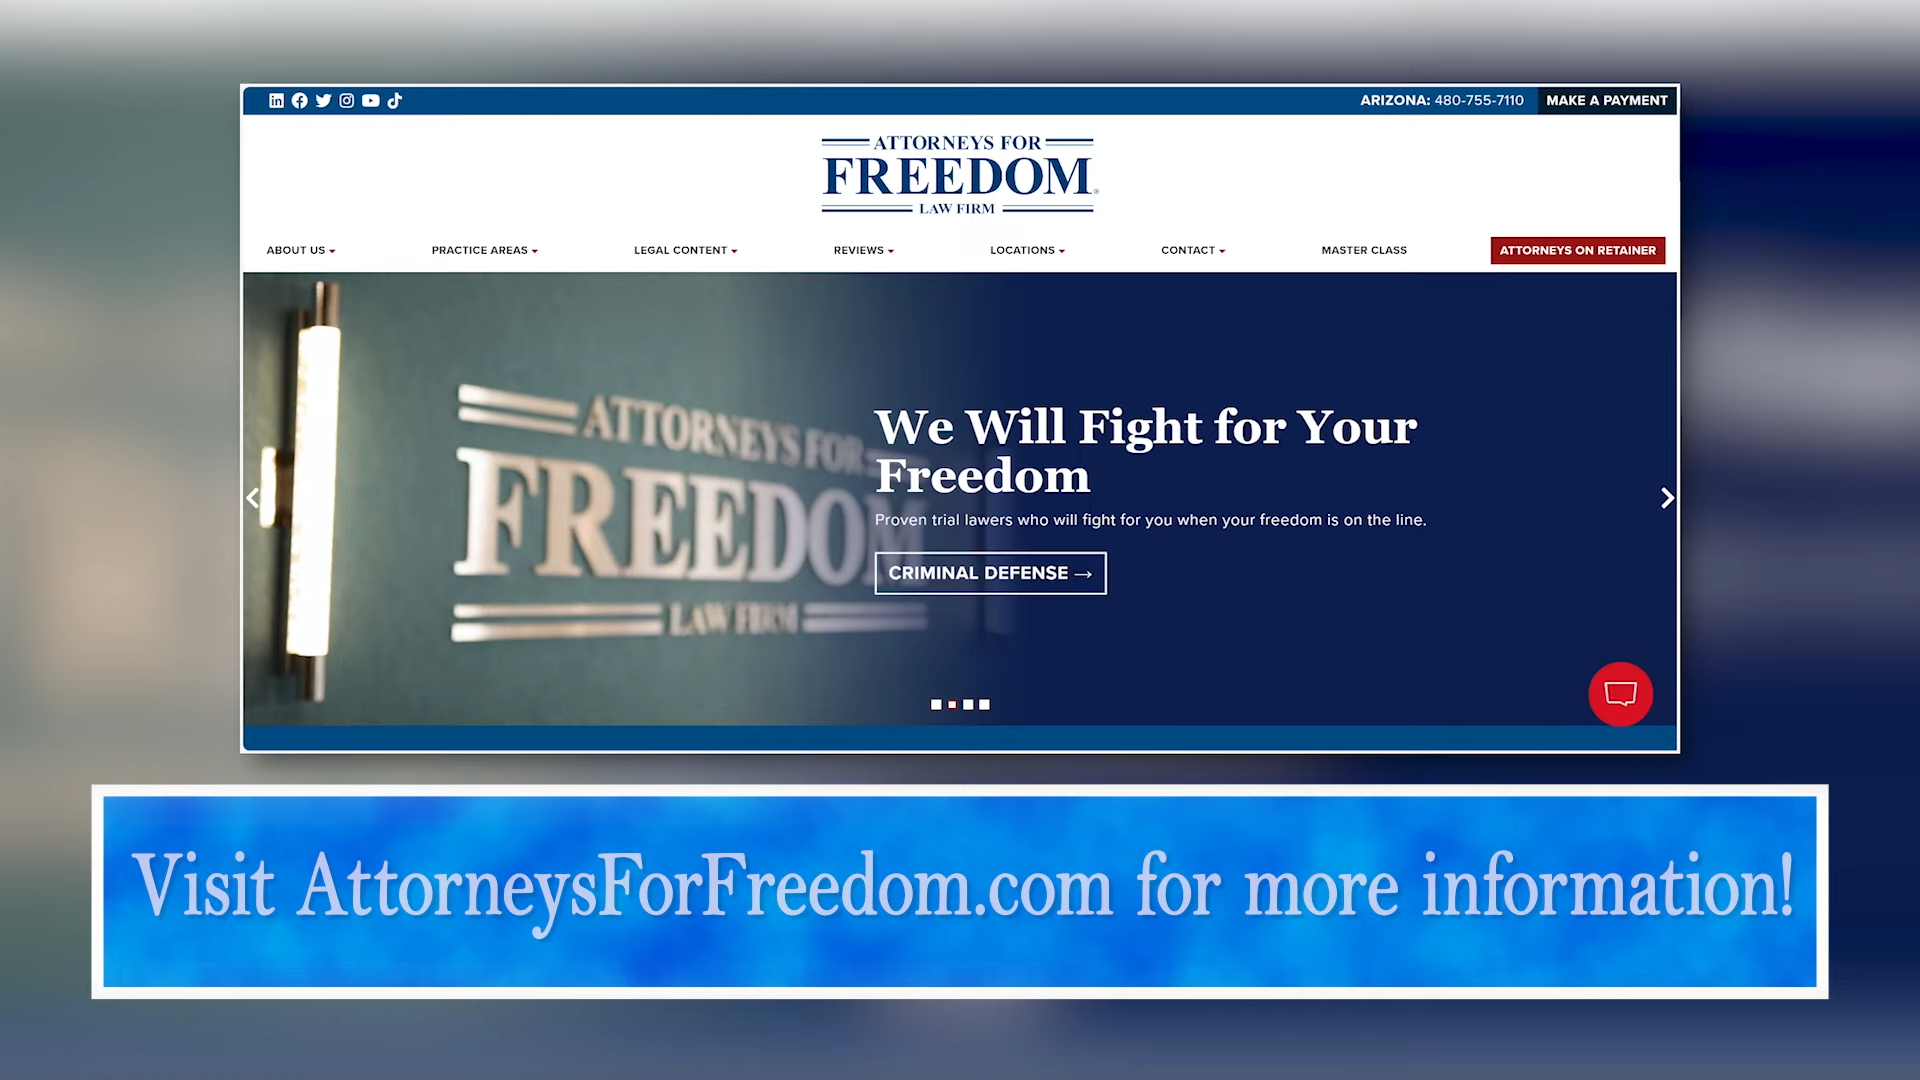 ARIZONA: 480-755-7110 MAKE A PAYMENT
ATTORNEYS FOR
FREEDOM®
LAW FIRM
ABOUT US PRACTICE AREAS LEGAL CONTENT REVIEWS LOCATIONS CONTACT MASTER CLASS ATTORNEYS ON RETAINER
ATTORNEYS FOR
FREEDOM
LAW FIRM
We Will Fight for Your
Freedom
Proven trial lawers who will fight for you when your freedom is on the line.
CRIMINAL DEFENSE →
Visit AttorneysForFreedom.com for more information!